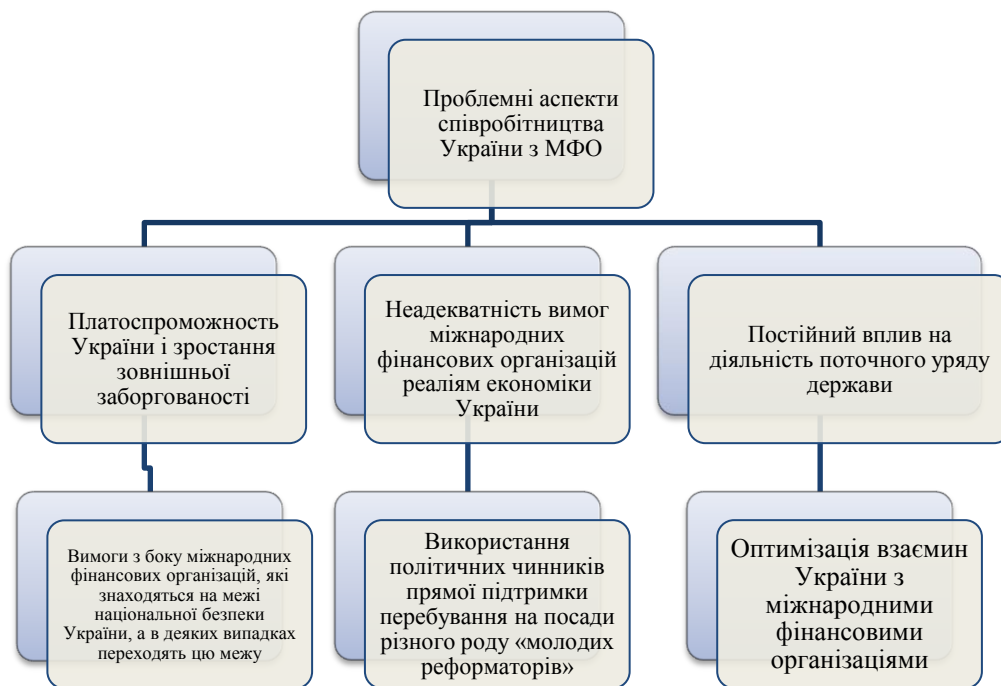 Проблемні аспекти
співробітництва
України з МФО
Платоспроможность
України і зростання
зовнішньої
заборгованості
Неадекватність вимог
міжнародних
фінансових організацій
реаліям економіки
України
Постійний вплив на
діяльність поточного уряду
держави
Вимоги з боку міжнародних
фінансових організацій, які
знаходяться на межі
національної безпеки
України, а в деяких випадках
переходять цю межу
Використання
політичних чинників
прямої підтримки
перебування на посади
різного роду «молодих
реформаторів»
Оптимізація взаємин
України з
міжнародними
фінансовими
організаціями